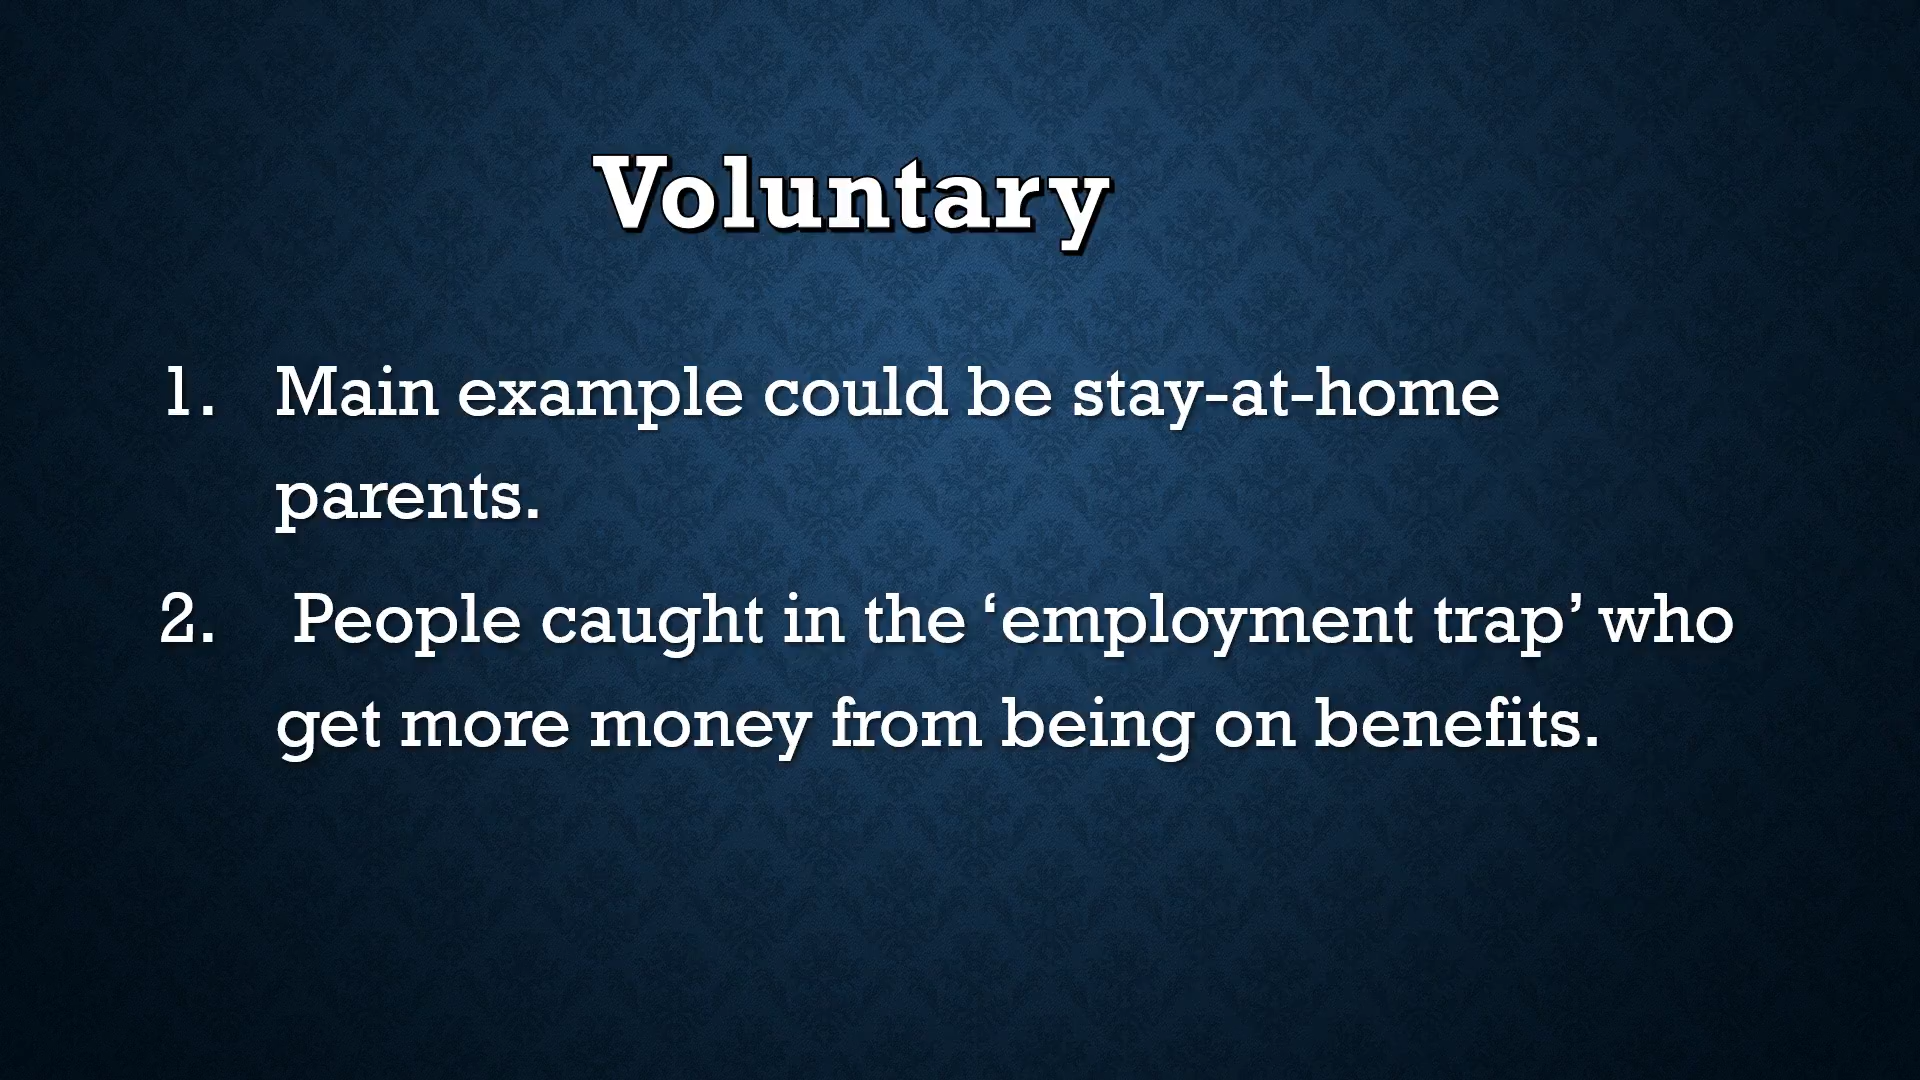 Voluntary
1. Main example could be stay-at-home
parents.
2. People caught in the ‘employment trap’ who
get more money from being on benefits.